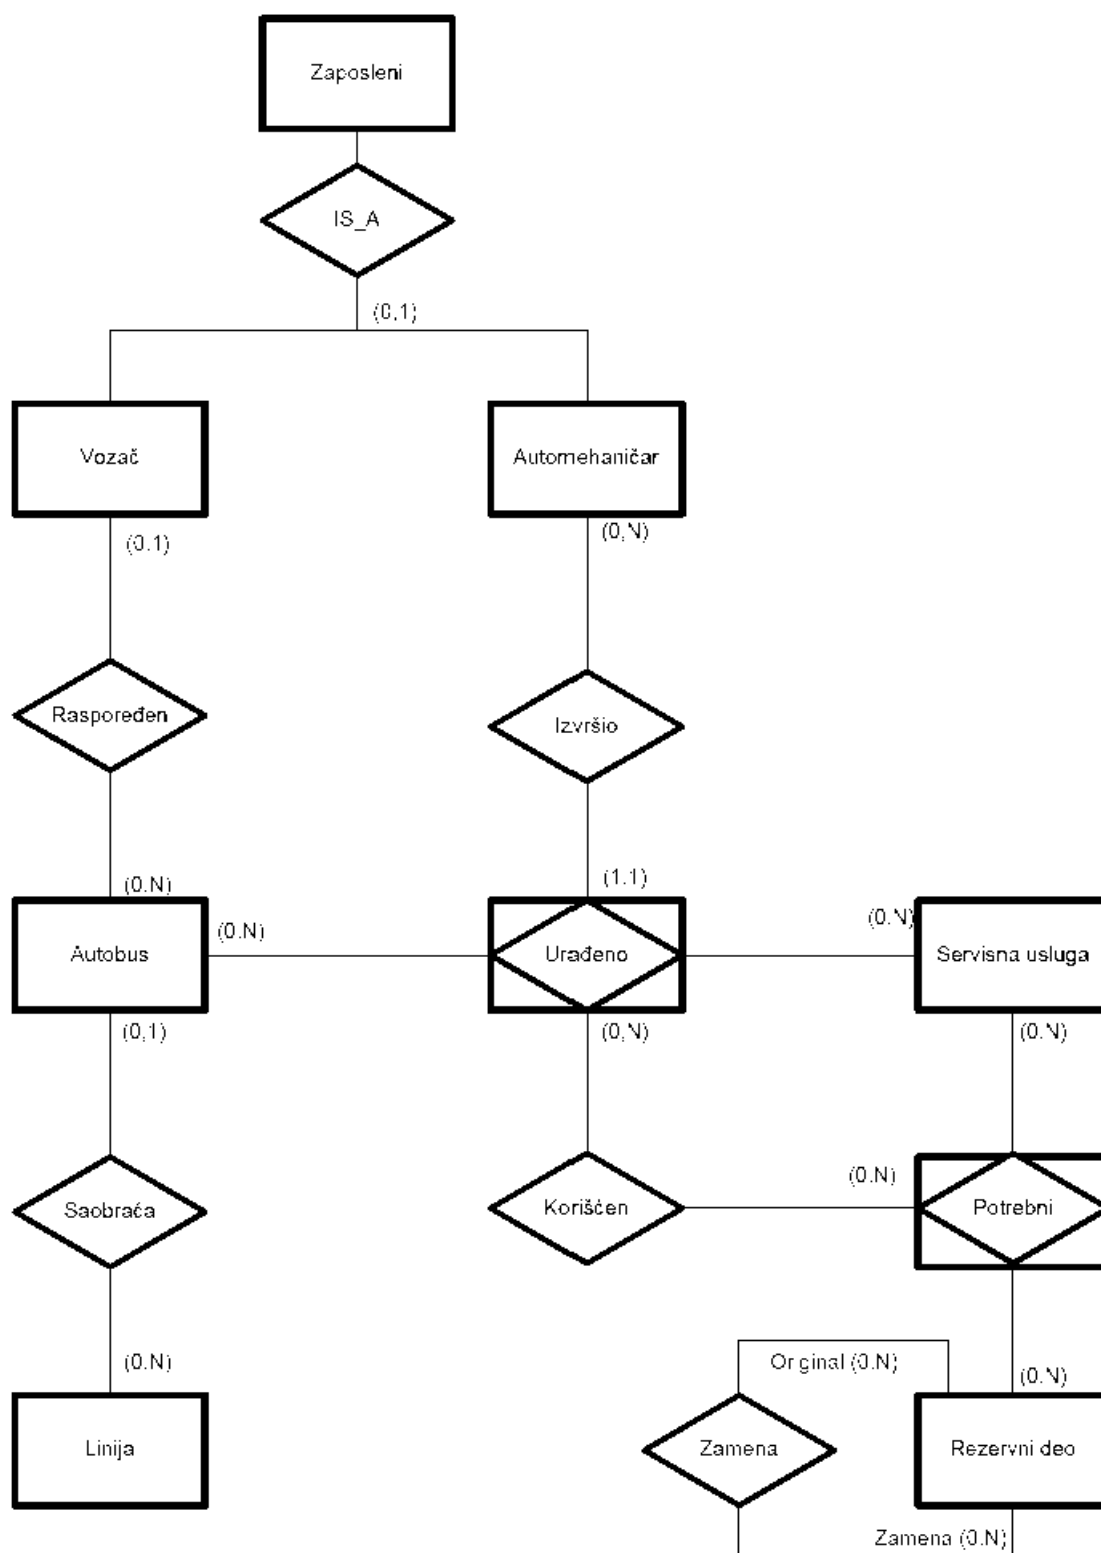 Zaposleni
IS_A
(0,1)
Vozač
Automehaničar
(0.1)
(0,N)
Raspoređen
Izvršio
(0.N)
(1.1)
(0.N)
(0.N)
Autobus
Urađeno
Servisna usluga
(0,1)
(0,N)
(0.N)
(0.N)
Saobraća
Korišćen
Potrebni
(0.N)
Original (0.N)
(0.N)
Linija
Zamena
Rezervni deo
Zamena (0.N)